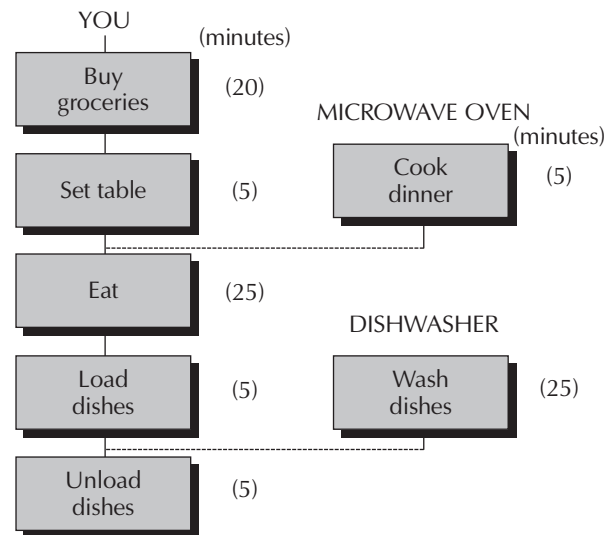 YOU
(minutes)
Buy
groceries
(20)
MICROWAVE OVEN
(minutes)
Set table
(5)
Cook
dinner
(5)
Eat
(25)
DISHWASHER
Load
dishes
(5)
Wash
dishes
(25)
Unload
dishes
(5)